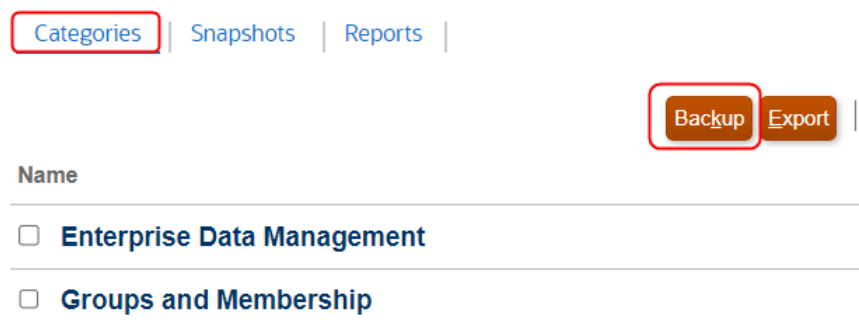 Categories Snapshots Reports
Backup Export
Name
Enterprise Data Management
Groups and Membership